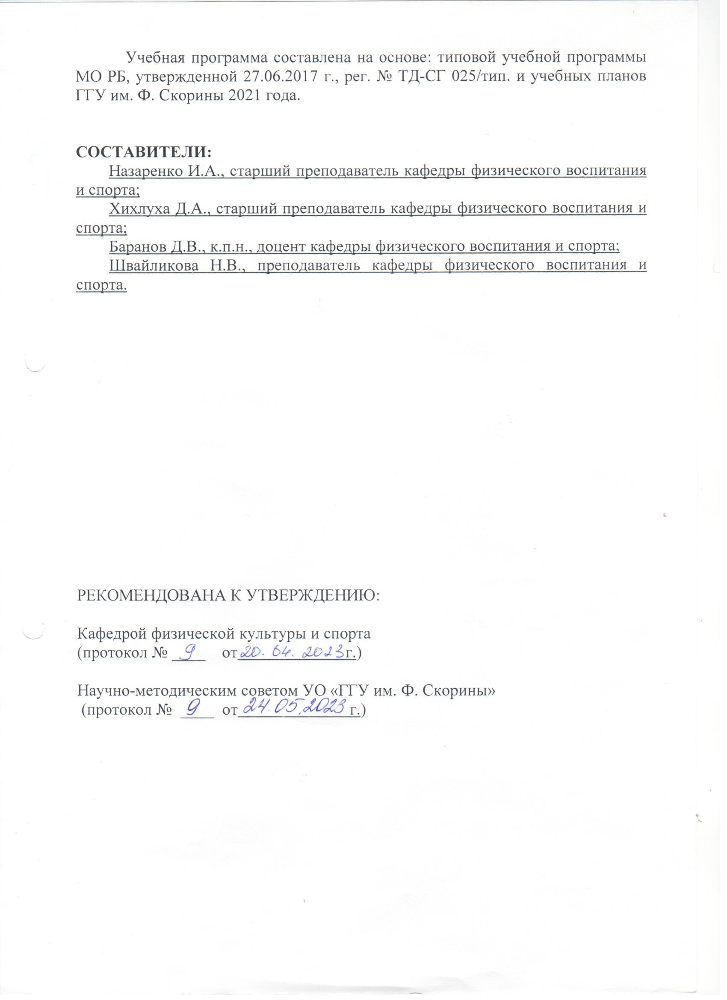 Учебная программа составлена на основе: типовой учебной программы
МО РБ, утвержденной 27.06.2017 г., рег. № ТД-СГ 025/тип. и учебных планов
ГГУ им. Ф. Скорины 2021 года.
СОСТАВИТЕЛИ:
Назаренко И.А., старший преподаватель кафедры физического воспитания
и спорта;
Хихлуха Д.А., старший преподаватель кафедры физического воспитания и
спорта;
Баранов Д.В., к.п.н., доцент кафедры физического воспитания и спорта;
Швайликова Н.В., преподаватель кафедры физического воспитания и
спорта.
РЕКОМЕНДОВАНА К УТВЕРЖДЕНИЮ:
Кафедрой физической культуры и спорта
(протокол № 9 от 20.04.2023 г.)
Научно-методическим советом УО «ГГУ им. Ф. Скорины»
(протокол № 9 от 24.05.2023 г.)